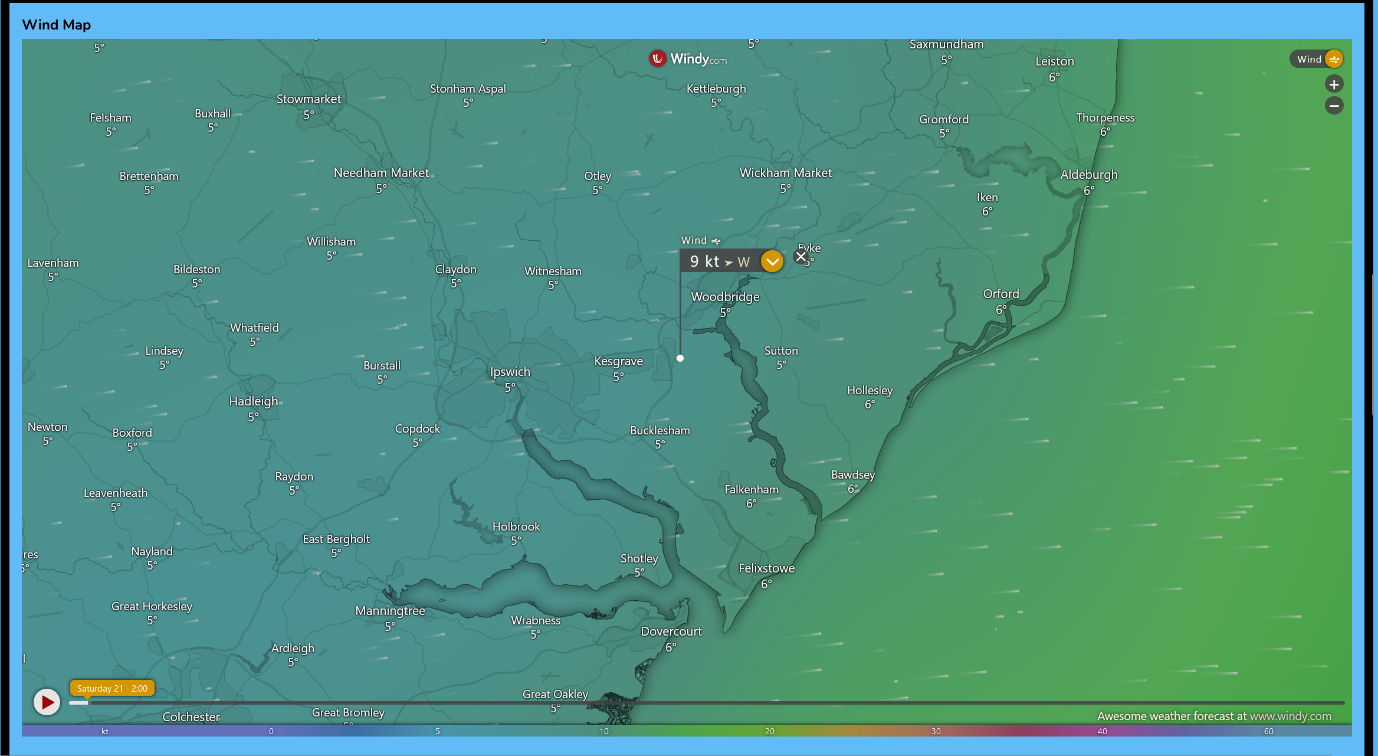 Wind Map
5°
5°
Windy.com
Saxmundham
5°
Leiston
6°
Wind
+
−
Stonham Aspal
5°
Kettleburgh
5°
Stowmarket
5°
Buxhall
5°
Felsham
5°
Gromford
5°
Thorpeness
6°
Brettenham
5°
Needham Market
5°
Otley
5°
Wickham Market
5°
Aldeburgh
6°
Iken
6°
Willisham
5°
Wind
Eyke
5°
9 kt W
Lavenham
5°
Bildeston
5°
Claydon
5°
Witnesham
5°
Woodbridge
5°
Orford
6°
Whatfield
5°
Lindsey
5°
Burstall
5°
Ipswich
5°
Kesgrave
5°
Sutton
5°
Hollesley
6°
Hadleigh
5°
Newton
5°
Boxford
5°
Copdock
5°
Bucklesham
5°
Raydon
5°
Falkenham
6°
Bawdsey
6°
Leavenheath
5°
Holbrook
5°
East Bergholt
5°
res
5°
Nayland
5°
Shotley
5°
Felixstowe
6°
Great Horkesley
5°
Manningtree
5°
Wrabness
5°
Dovercourt
6°
Ardleigh
5°
Saturday 21 - 2:00
Great Oakley
5°
Colchester
Great Bromley
5°
Awesome weather forecast at www.windy.com
kt 0 5 10 20 30 40 60